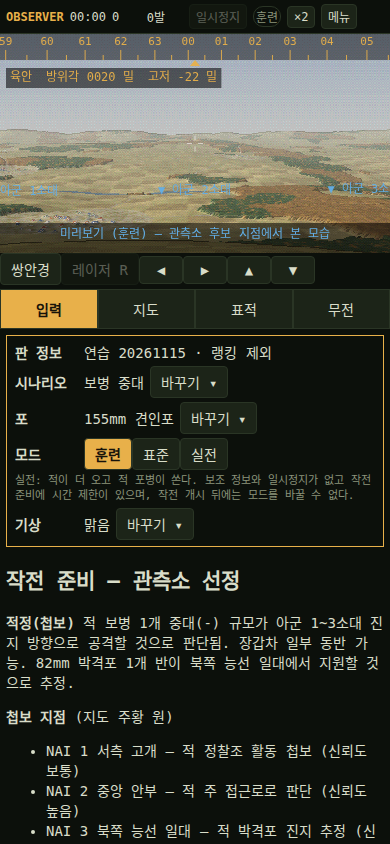 OBSERVER 00:00 0 0발 일시정지 훈련 ×2 메뉴
59 60 61 62 63 00 01 02 03 04 05
육안 방위각 0020 밀 고저 -22 밀
미리보기 (훈련) — 관측소 후보 지점에서 본 모습
쌍안경 레이저 R ◀ ▶ ▲ ▼
입력 지도 표적 무전
판 정보 연습 20261115 · 랭킹 제외
시나리오 보병 중대 바꾸기 ▾
포 155mm 견인포 바꾸기 ▾
모드 훈련 표준 실전
실전: 적이 더 오고 적 포병이 쏜다. 보조 정보와 일시정지가 없고 작전
준비에 시간 제한이 있으며, 작전 개시 뒤에는 모드를 바꿀 수 없다.
기상 맑음 바꾸기 ▾
작전 준비 — 관측소 선정
적정(첩보) 적 보병 1개 중대(-) 규모가 아군 1~3소대 진
지 방향으로 공격할 것으로 판단됨. 장갑차 일부 동반 가
능. 82mm 박격포 1개 반이 북쪽 능선 일대에서 지원할 것
으로 추정.
첩보 지점 (지도 주황 원)
• NAI 1 서측 고개 — 적 정찰조 활동 첩보 (신뢰도
보통)
• NAI 2 중앙 안부 — 적 주 접근로로 판단 (신뢰도
높음)
• NAI 3 북쪽 능선 일대 — 적 박격포 진지 추정 (신